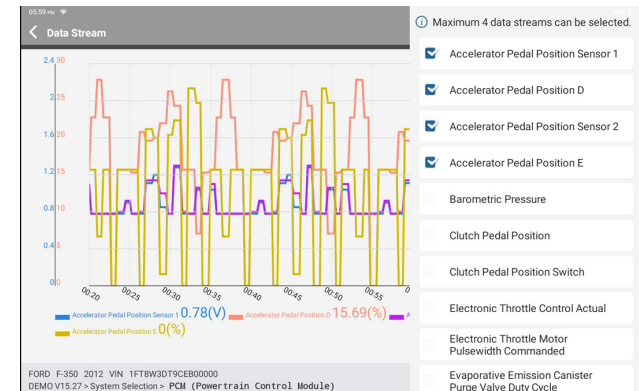 05:59 PM
Data Stream
2.4 30
2 25
1.6 20
1.2 15
0.8 10
0.4 5
0 0
00:20 00:25 00:30 00:35 00:40 00:45 00:50 00:55 0
Accelerator Pedal Position Sensor 1 0.78(V) Accelerator Pedal Position D 15.69(%) A
Accelerator Pedal Position E 0(%)
FORD F-350 2012 VIN 1FT8W3DT9CEB00000
DEMO V15.27 > System Selection > PCM (Powertrain Control Module)
Maximum 4 data streams can be selected.
Accelerator Pedal Position Sensor 1
Accelerator Pedal Position D
Accelerator Pedal Position Sensor 2
Accelerator Pedal Position E
Barometric Pressure
Clutch Pedal Position
Clutch Pedal Position Switch
Electronic Throttle Control Actual
Electronic Throttle Motor
Pulsewidth Commanded
Evaporative Emission Canister
Purge Valve Duty Cycle